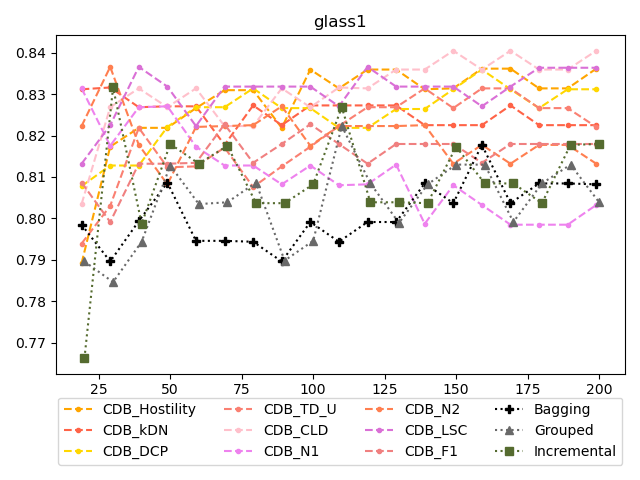 glass1
0.84
0.83
0.82
0.81
0.80
0.79
0.78
0.77
25 50 75 100 125 150 175 200
CDB_Hostility CDB_TD_U CDB_N2 Bagging
CDB_kDN CDB_CLD CDB_LSC Grouped
CDB_DCP CDB_N1 CDB_F1 Incremental